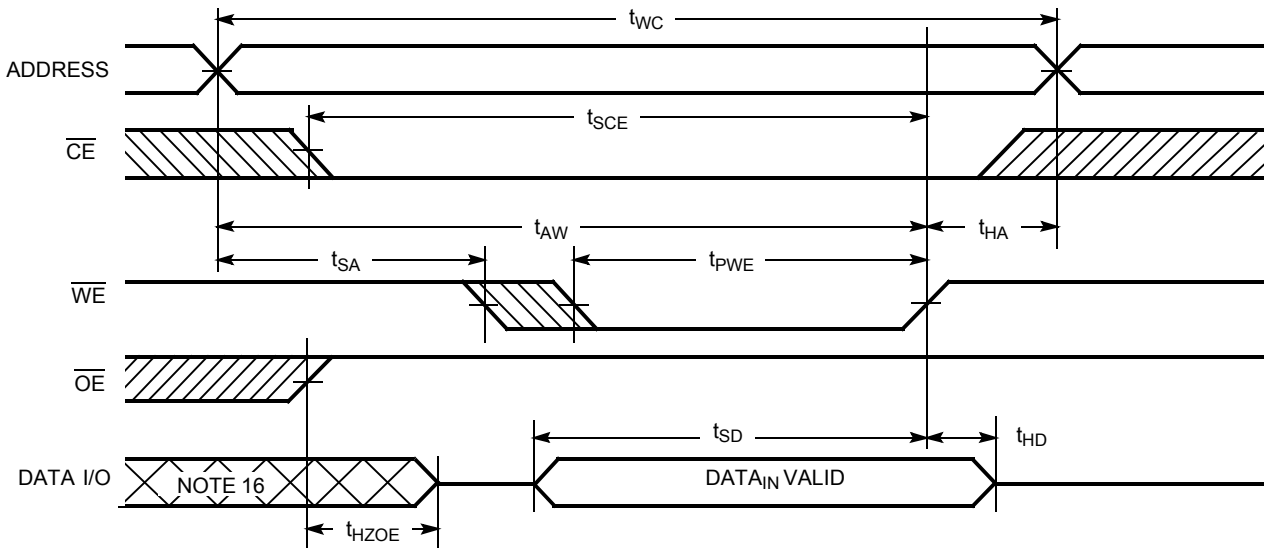 tWC
ADDRESS
tSCE
CE
tAW
tHA
tSA
tPWE
WE
OE
tSD
tHD
DATA I/O
NOTE 16
DATAIN VALID
tHZOE